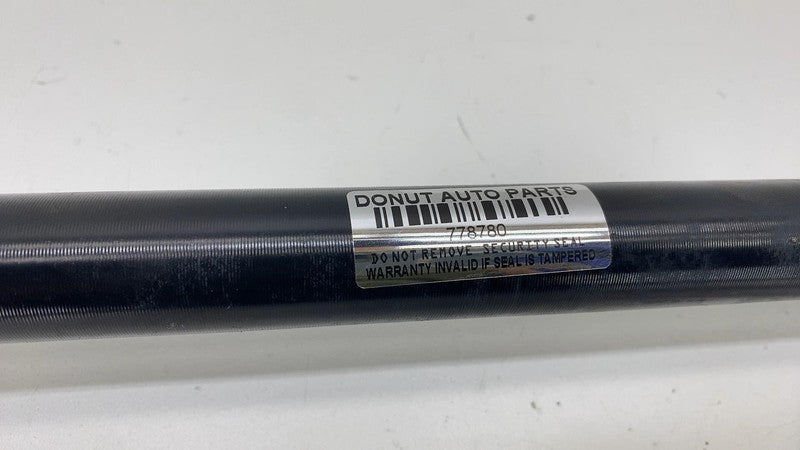 DONUT AUTO PARTS
778780
DO NOT REMOVE SECURITY SEAL
WARRANTY INVALID IF SEAL IS TAMPERED